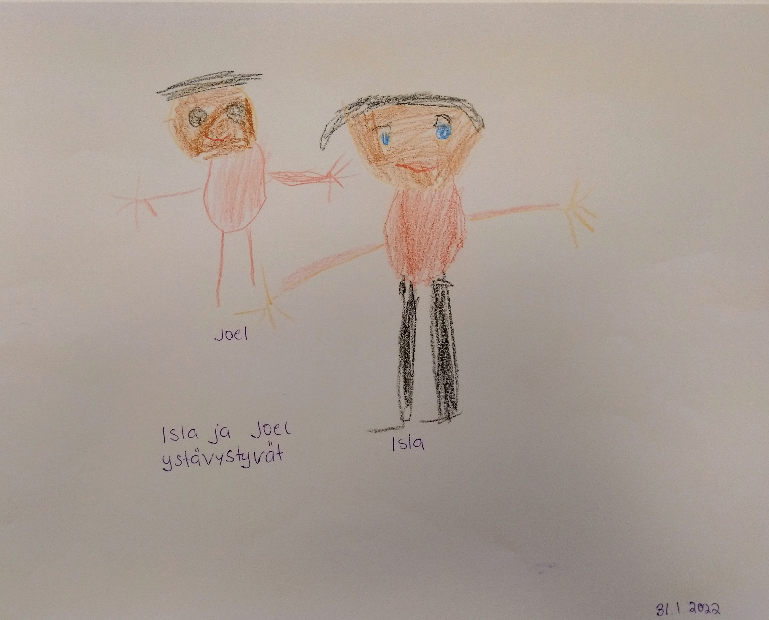 Joel
Isla ja Joel
ystävystyvät
Isla
31.1 2022